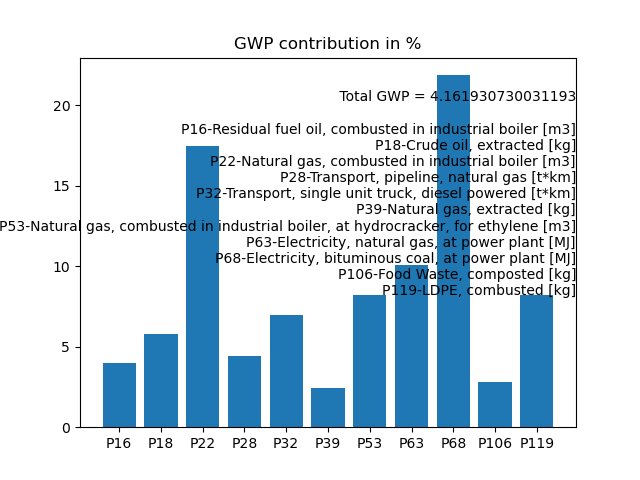 GWP contribution in %
Total GWP = 4.161930730031193
P16-Residual fuel oil, combusted in industrial boiler [m3]
P18-Crude oil, extracted [kg]
P22-Natural gas, combusted in industrial boiler [m3]
P28-Transport, pipeline, natural gas [t*km]
P32-Transport, single unit truck, diesel powered [t*km]
P39-Natural gas, extracted [kg]
P53-Natural gas, combusted in industrial boiler, at hydrocracker, for ethylene [m3]
P63-Electricity, natural gas, at power plant [MJ]
P68-Electricity, bituminous coal, at power plant [MJ]
P106-Food Waste, composted [kg]
P119-LDPE, combusted [kg]
20
15
10
5
0
P16 P18 P22 P28 P32 P39 P53 P63 P68 P106 P119